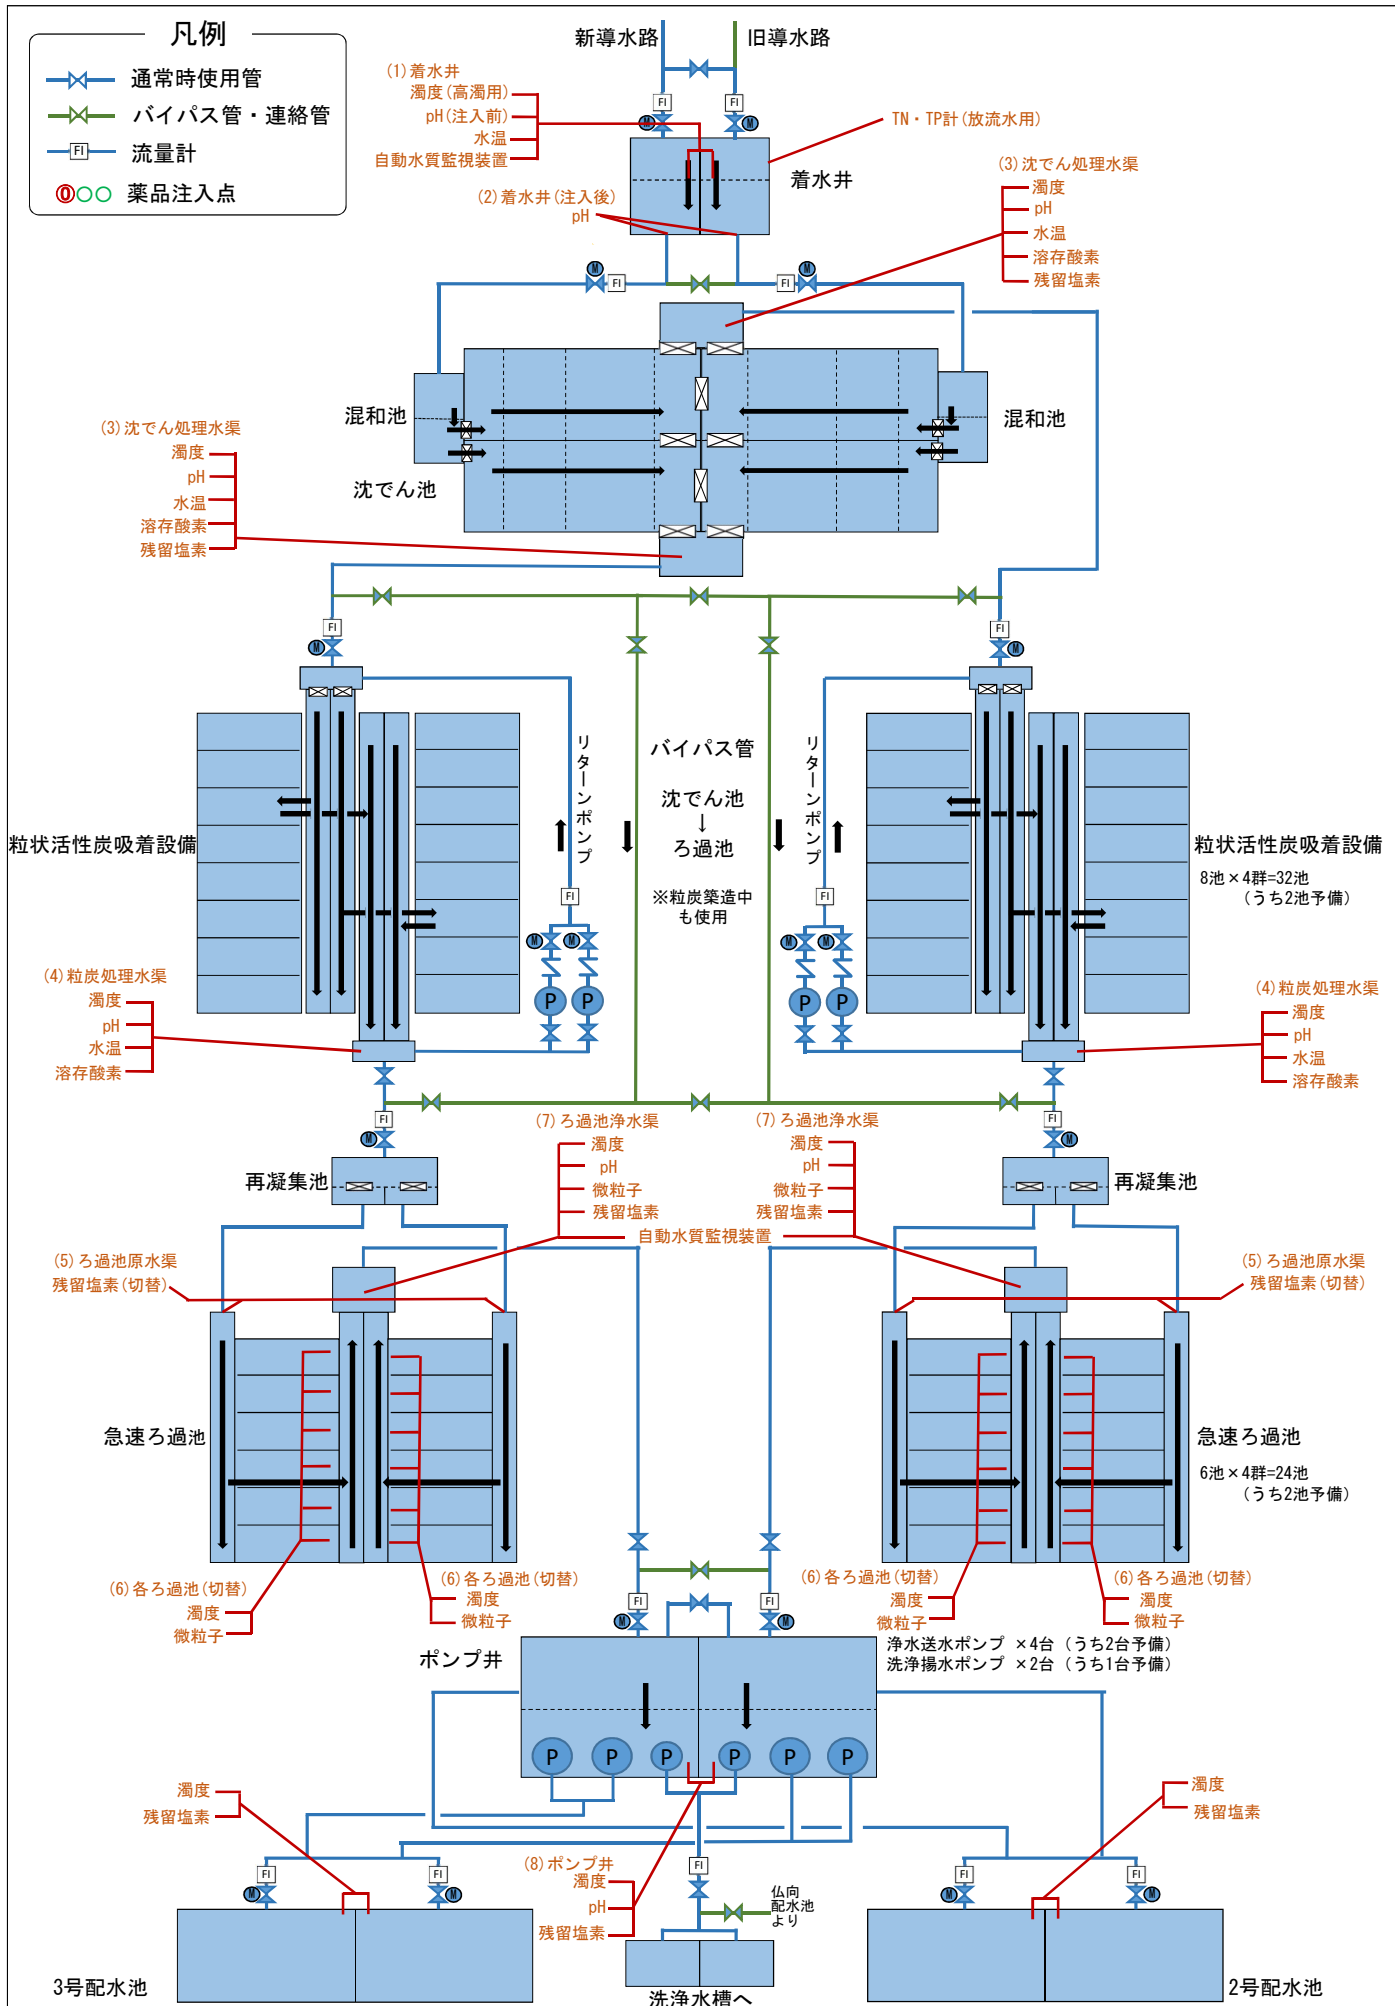 凡例
通常時使用管
バイパス管・連絡管
FI 流量計
薬品注入点
新導水路
旧導水路
(1)着水井
濁度(高濁用)
pH(注入前)
水温
自動水質監視装置
FI
FI
M
M
TN・TP計(放流水用)
着水井
(2)着水井(注入後)
pH
(3)沈でん処理水渠
濁度
pH
水温
溶存酸素
残留塩素
M
FI
FI
M
混和池
混和池
沈でん池
(3)沈でん処理水渠
濁度
pH
水温
溶存酸素
残留塩素
FI
M
FI
M
リターンポンプ
バイパス管
沈でん池
↓
ろ過池
※粒炭築造中
も使用
リターンポンプ
粒状活性炭吸着設備
粒状活性炭吸着設備
8池×4群=32池
(うち2池予備)
FI
M
M
P
P
FI
M
M
P
P
(4)粒炭処理水渠
濁度
pH
水温
溶存酸素
(4)粒炭処理水渠
濁度
pH
水温
溶存酸素
FI
M
FI
M
(7)ろ過池浄水渠
濁度
pH
微粒子
残留塩素
(7)ろ過池浄水渠
濁度
pH
微粒子
残留塩素
自動水質監視装置
再凝集池
再凝集池
(5)ろ過池原水渠
残留塩素(切替)
(5)ろ過池原水渠
残留塩素(切替)
急速ろ過池
急速ろ過池
6池×4群=24池
(うち2池予備)
(6)各ろ過池(切替)
濁度
微粒子
(6)各ろ過池(切替)
濁度
微粒子
(6)各ろ過池(切替)
濁度
微粒子
(6)各ろ過池(切替)
濁度
微粒子
FI
M
FI
M
ポンプ井
浄水送水ポンプ ×4台 (うち2台予備)
洗浄揚水ポンプ ×2台 (うち1台予備)
P
P
P
P
P
P
濁度
残留塩素
濁度
残留塩素
(8)ポンプ井
濁度
pH
残留塩素
FI
仏向
配水池
より
FI
M
FI
M
FI
M
FI
M
3号配水池
洗浄水槽へ
2号配水池